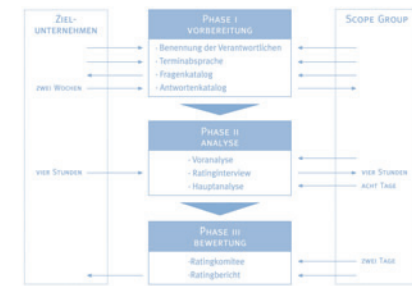 ZIEL-
UNTERNEHMEN
PHASE I
VORBEREITUNG
SCOPE GROUP
- Benennung der Verantwortlichen
- Terminabsprache
- Fragenkatalog
ZWEI WOCHEN
- Antwortenkatalog
PHASE II
ANALYSE
- Voranalyse
VIER STUNDEN
- Ratinginterview
VIER STUNDEN
- Hauptanalyse
ACHT TAGE
PHASE III
BEWERTUNG
-Ratingkomitee
ZWEI TAGE
-Ratingbericht